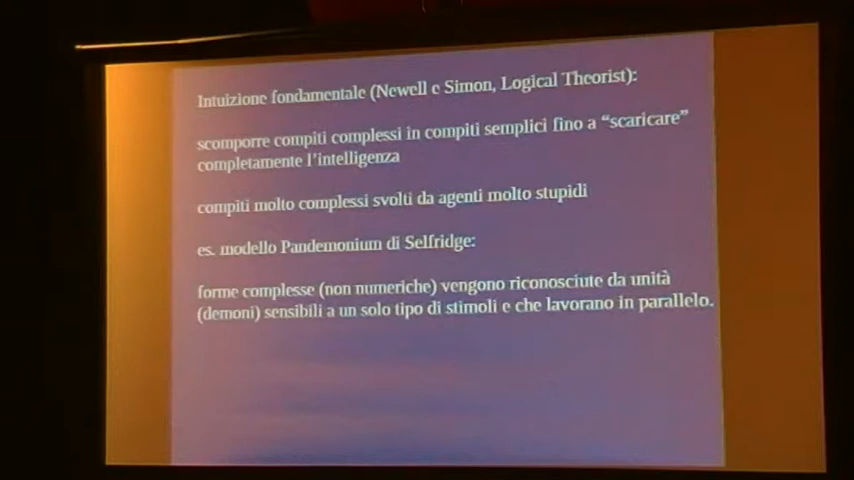 Intuizione fondamentale (Newell e Simon, Logical Theorist):
scomporre compiti complessi in compiti semplici fino a “scaricare”
completamente l’intelligenza
compiti molto complessi svolti da agenti molto stupidi
es. modello Pandemonium di Selfridge:
forme complesse (non numeriche) vengono riconosciute da unità
(demoni) sensibili a un solo tipo di stimoli e che lavorano in parallelo.